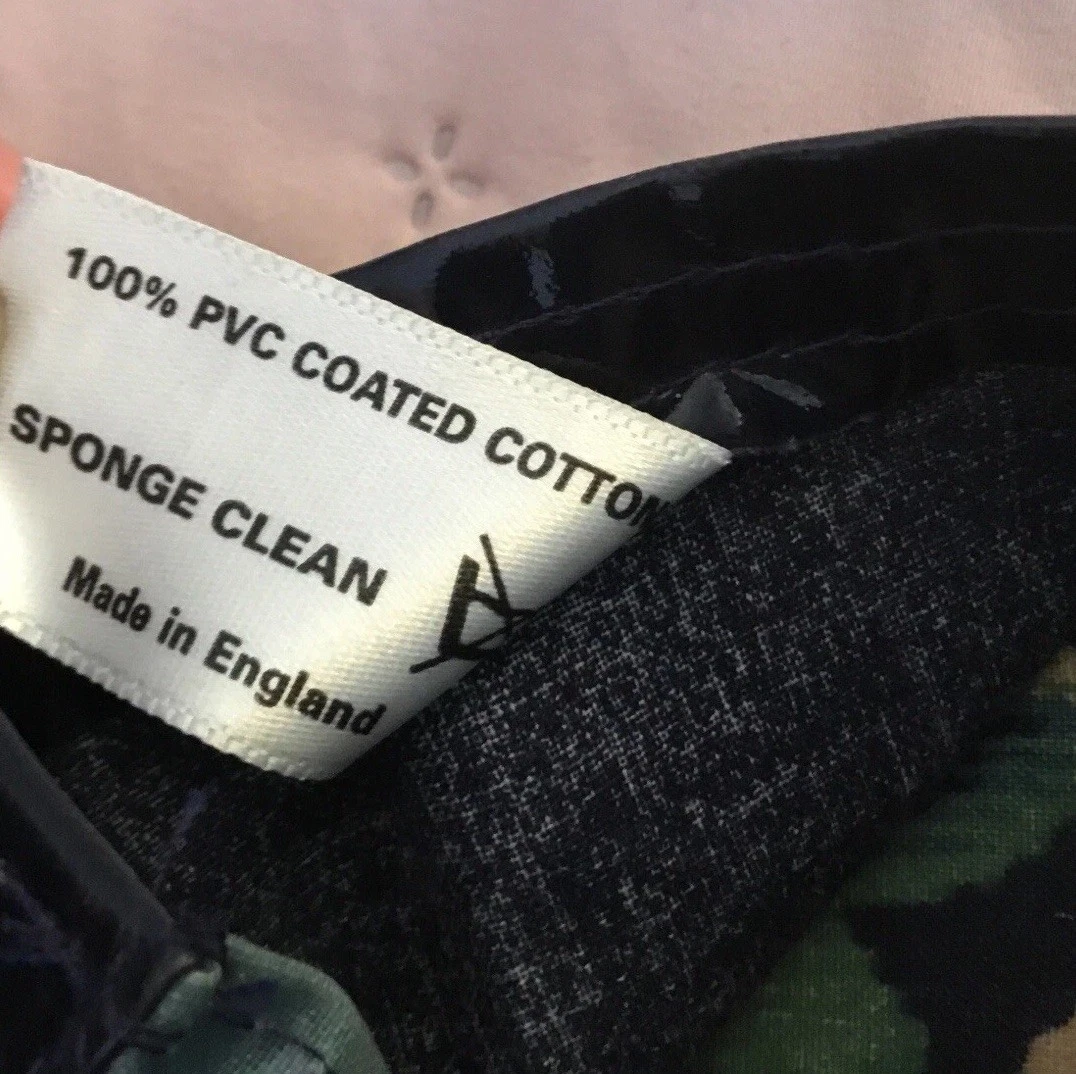 100% PVC COATED COTTON
SPONGE CLEAN
Made in England